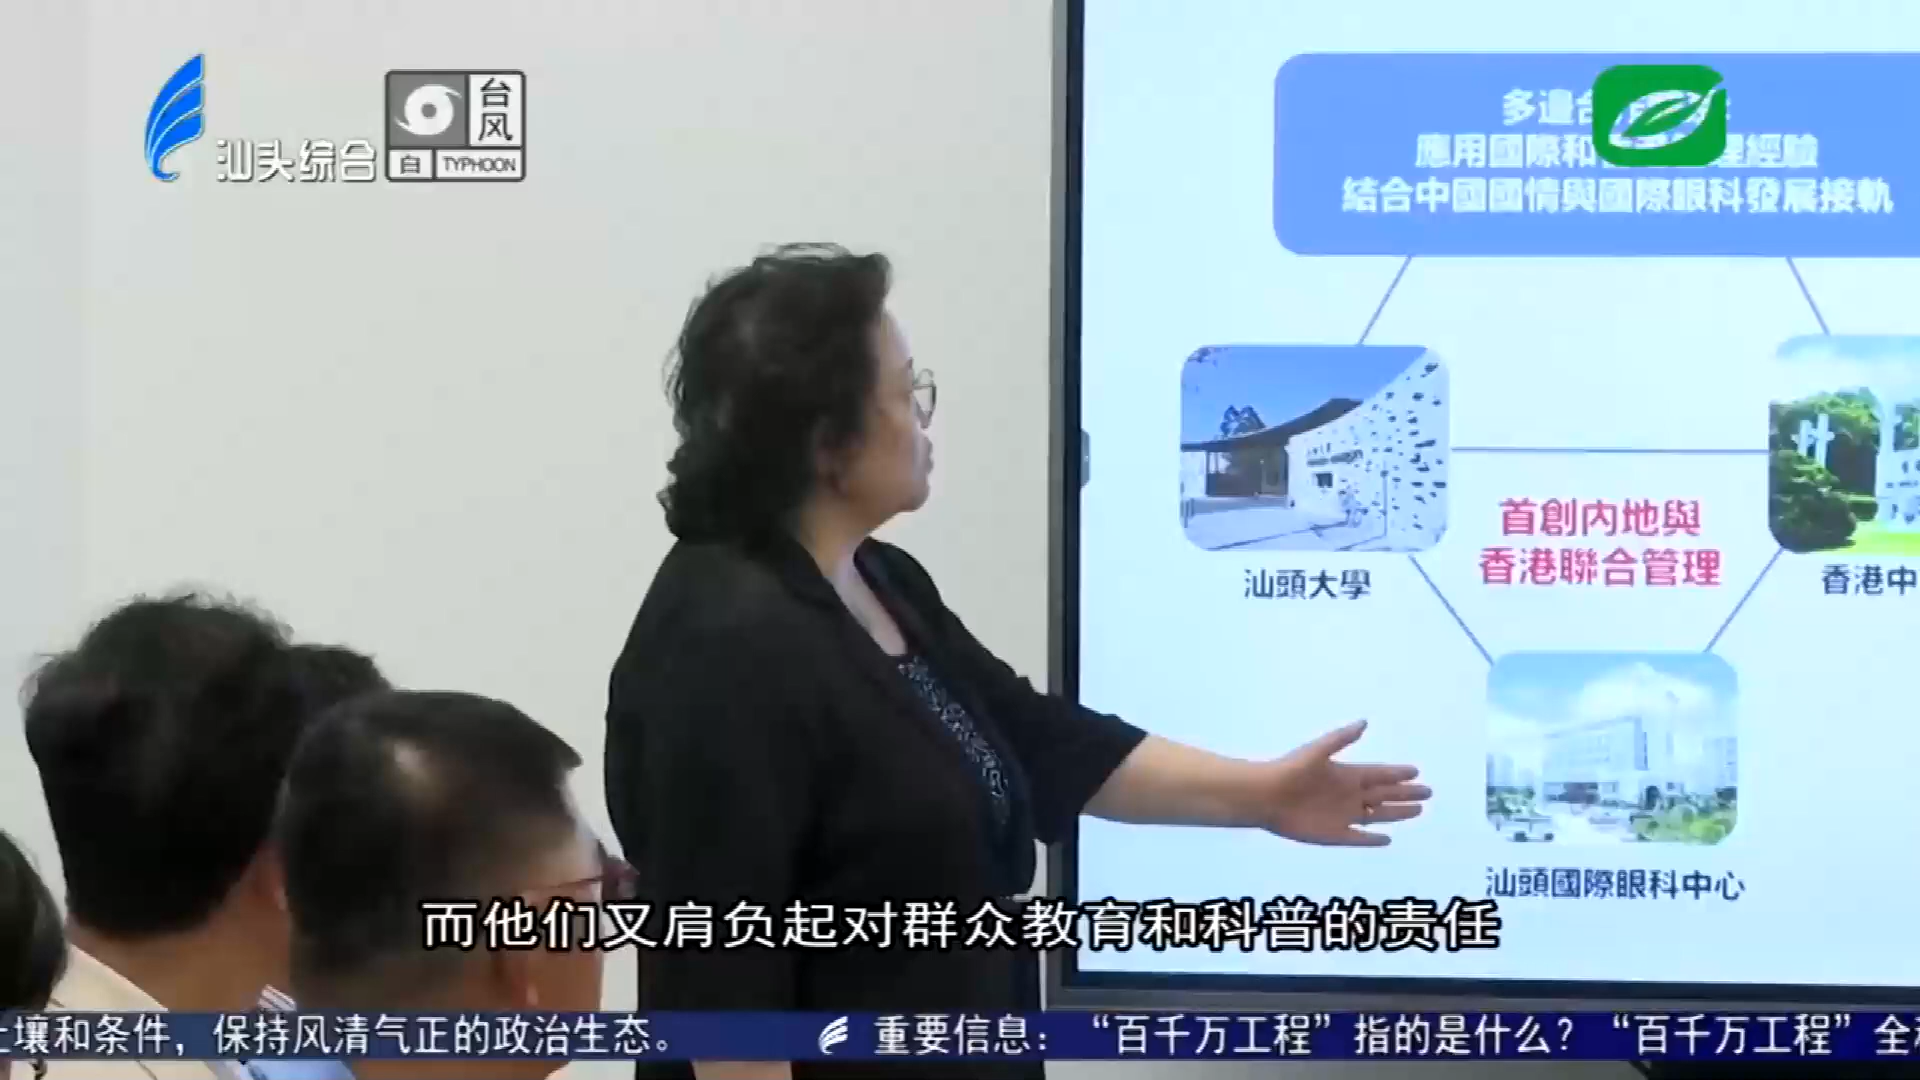 汕头综合
台风
白 TYPHOON
多邊合
應用國際和 理經驗
結合中國國情與國際眼科發展接軌
首創內地與
香港聯合管理
汕頭大學
香港中
汕頭國際眼科中心
而他们又肩负起对群众教育和科普的责任
壤和条件，保持风清气正的政治生态。 重要信息：“百千万工程”指的是什么？“百千万工程”全